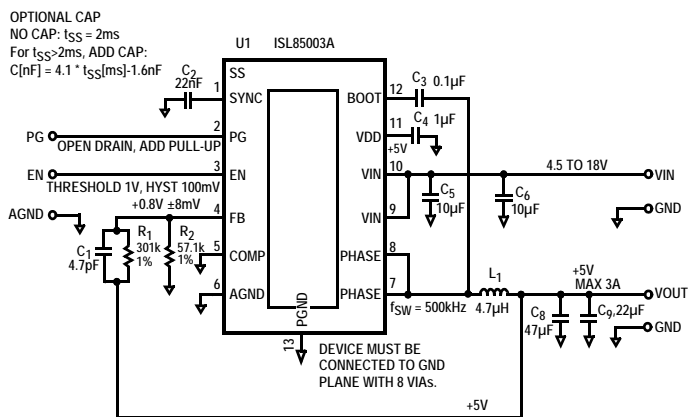 OPTIONAL CAP
NO CAP: tSS = 2ms
For tSS>2ms, ADD CAP:
C[nF] = 4.1 * tSS[ms]-1.6nF
U1 ISL85003A
C2
22nF
1
SS
SYNC
PG
OPEN DRAIN, ADD PULL-UP
2
PG
EN
THRESHOLD 1V, HYST 100mV
3
EN
AGND
+0.8V ±8mV
4
FB
C1
4.7pF
R1
301k
1%
R2
57.1k
1%
5
COMP
6
AGND
PGND
13
DEVICE MUST BE
CONNECTED TO GND
PLANE WITH 8 VIAs.
BOOT
12
C3 0.1µF
VDD
11
C4 1µF
+5V
VIN
10
4.5 TO 18V
VIN
VIN
9
C5
10µF
C6
10µF
GND
PHASE
8
PHASE
7
fSW = 500kHz
L1
4.7µH
+5V
MAX 3A
VOUT
C8
47µF
C9,22µF
GND
+5V